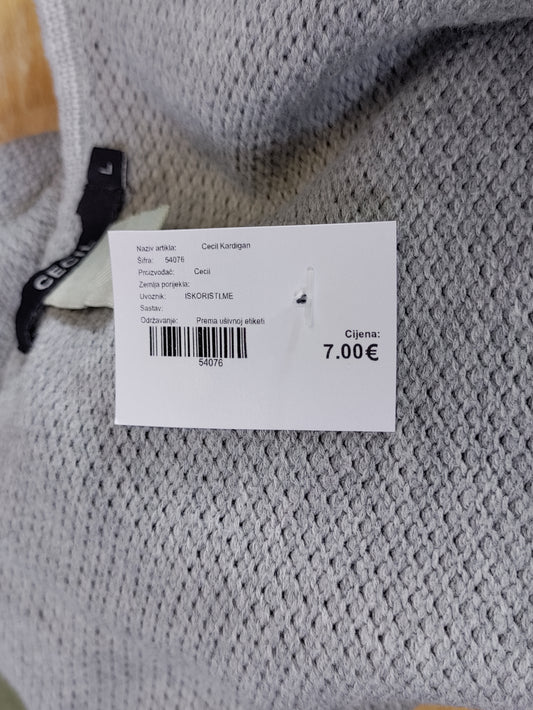 L
CECIL
Naziv artikla: Cecil Kardigan
Šifra: 54076
Proizvođač: Cecil
Zemlja porijekla:
Uvoznik: ISKORISTI.ME
Sastav:
Održavanje: Prema ušivnoj etiketi
54076
Cijena:
7.00€